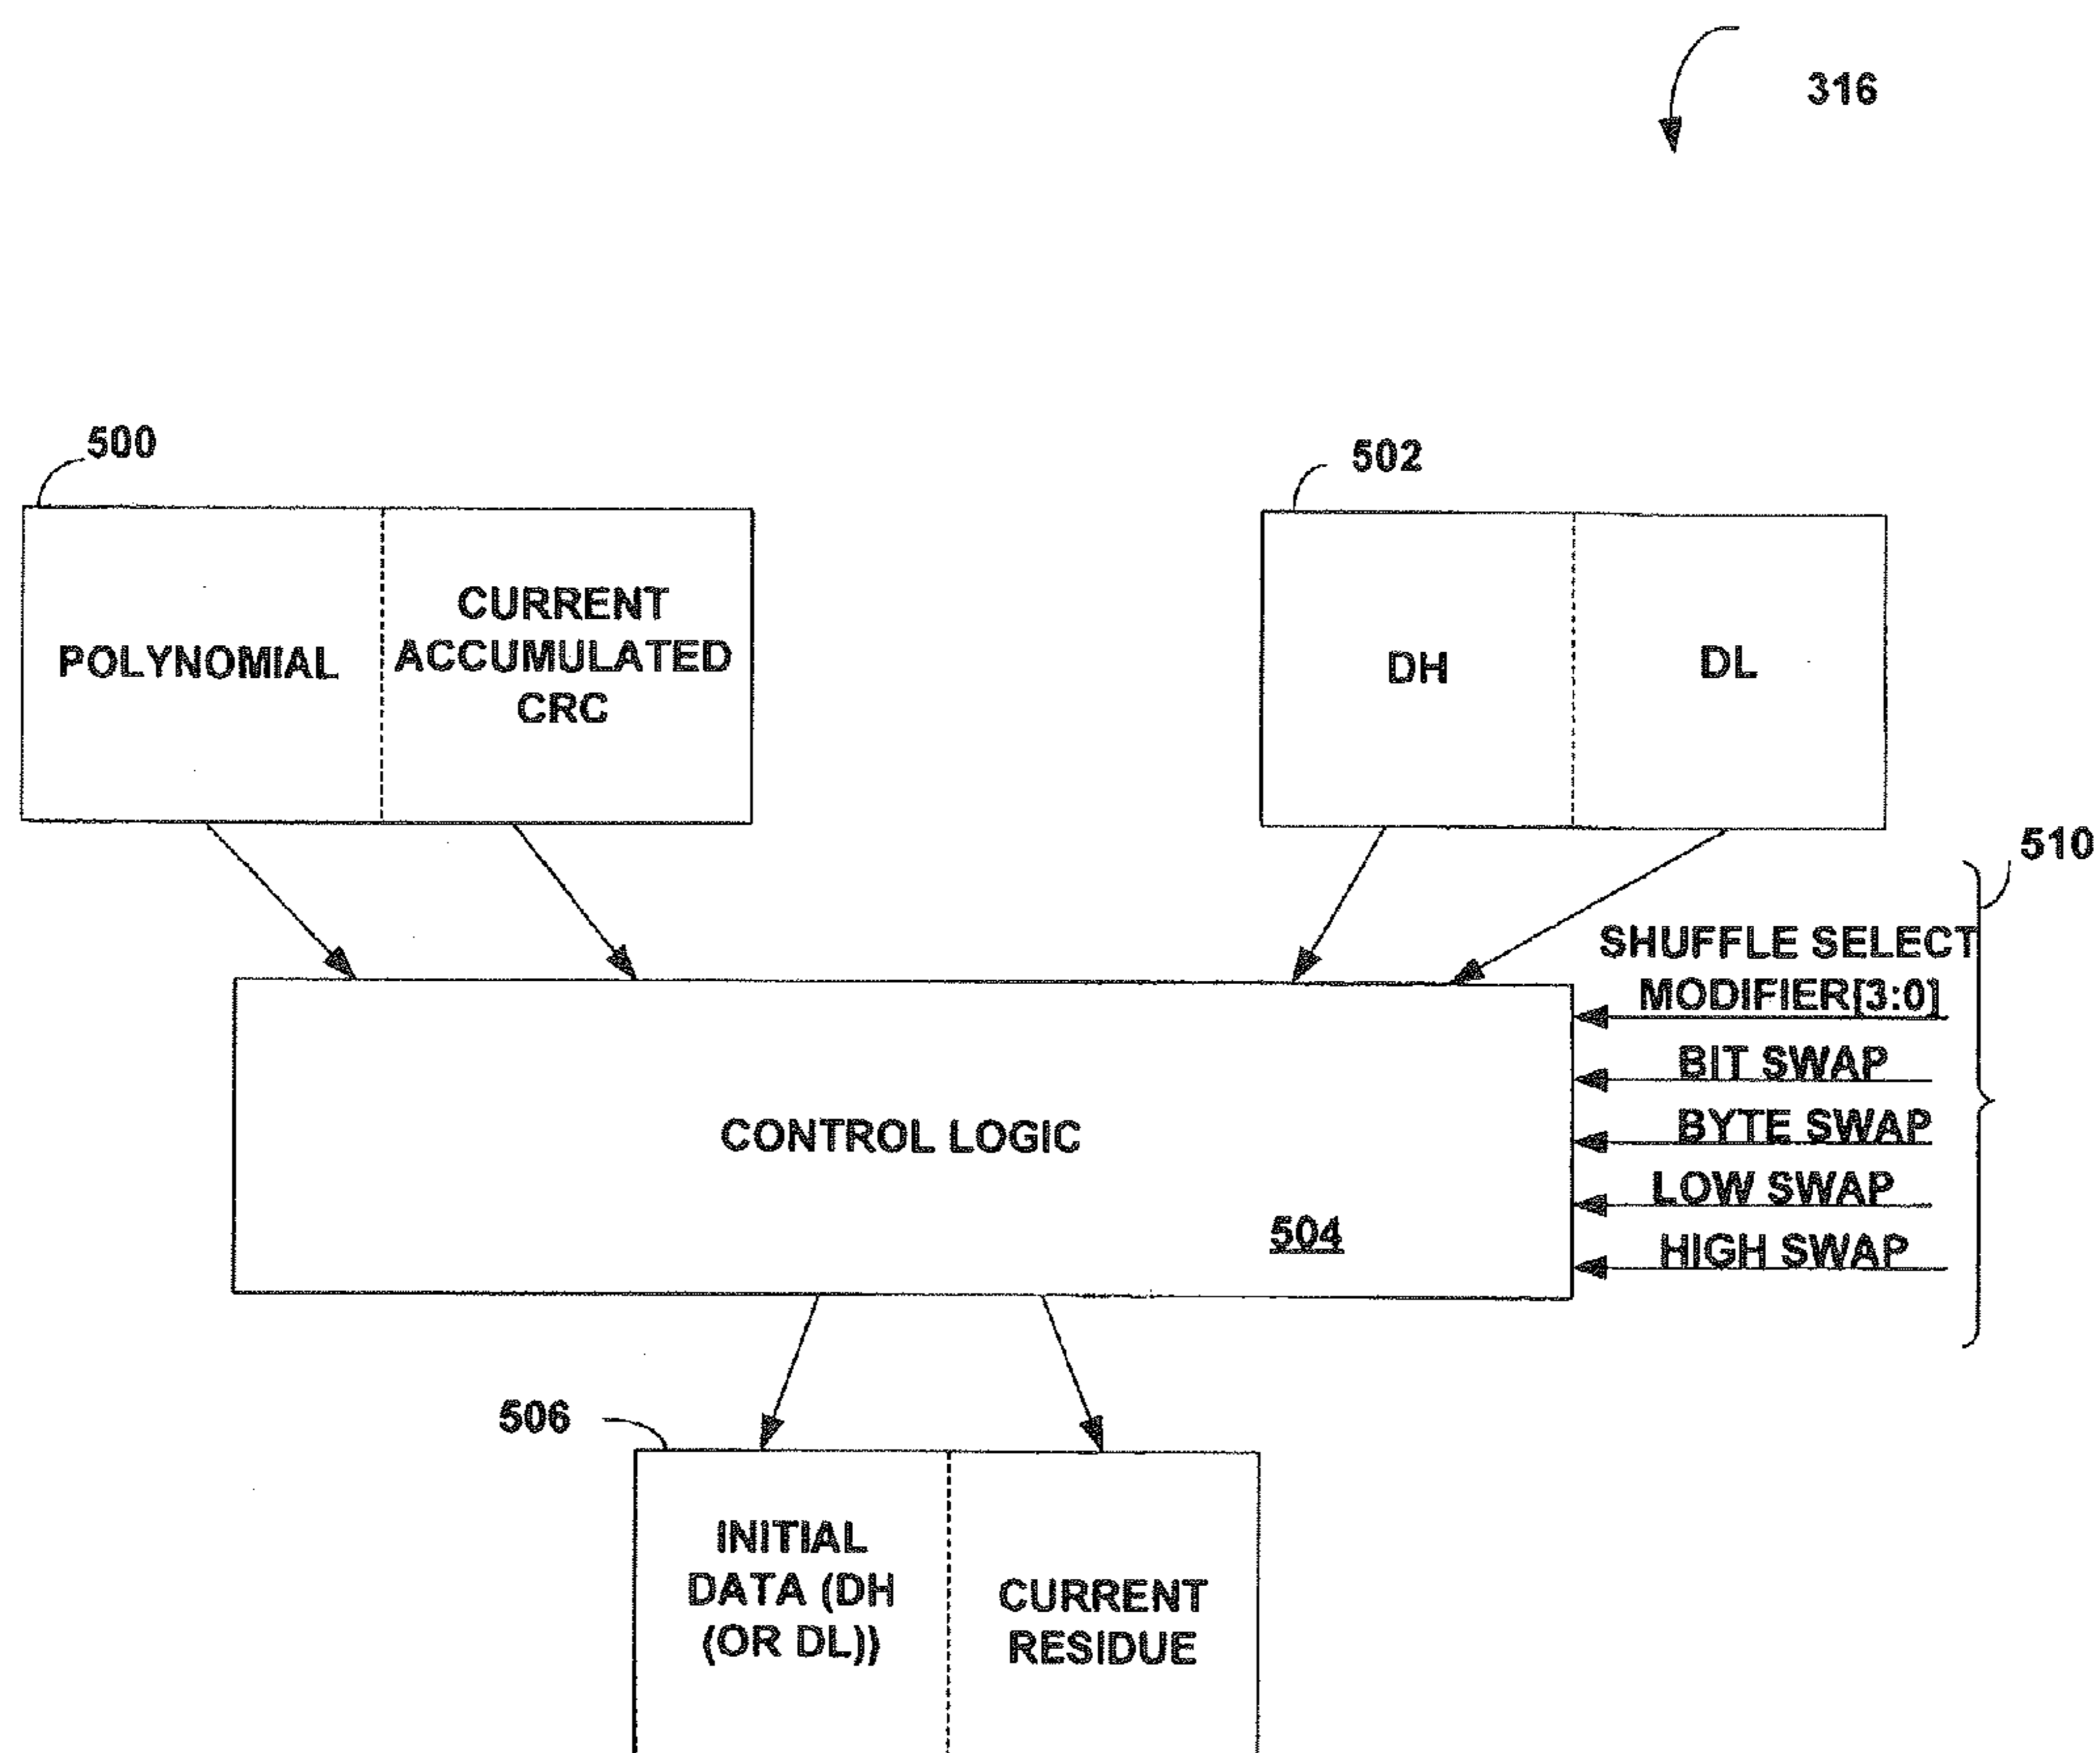 316
500
502
POLYNOMIAL
CURRENT
ACCUMULATED
CRC
DH
DL
510
SHUFFLE SELECT
MODIFIER[3:0]
BIT SWAP
BYTE SWAP
LOW SWAP
HIGH SWAP
CONTROL LOGIC
504
506
INITIAL
DATA (DH
(OR DL))
CURRENT
RESIDUE